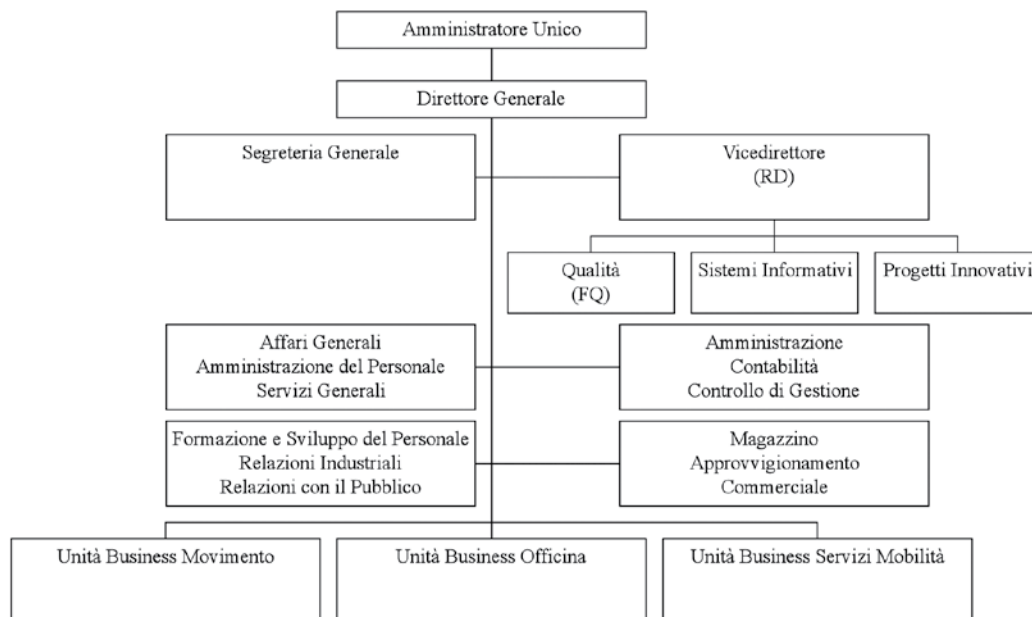 Amministratore Unico
Direttore Generale
Segreteria Generale
Vicedirettore
(RD)
Qualità
(FQ)
Sistemi Informativi
Progetti Innovativi
Affari Generali
Amministrazione del Personale
Servizi Generali
Amministrazione
Contabilità
Controllo di Gestione
Formazione e Sviluppo del Personale
Relazioni Industriali
Relazioni con il Pubblico
Magazzino
Approvvigionamento
Commerciale
Unità Business Movimento
Unità Business Officina
Unità Business Servizi Mobilità